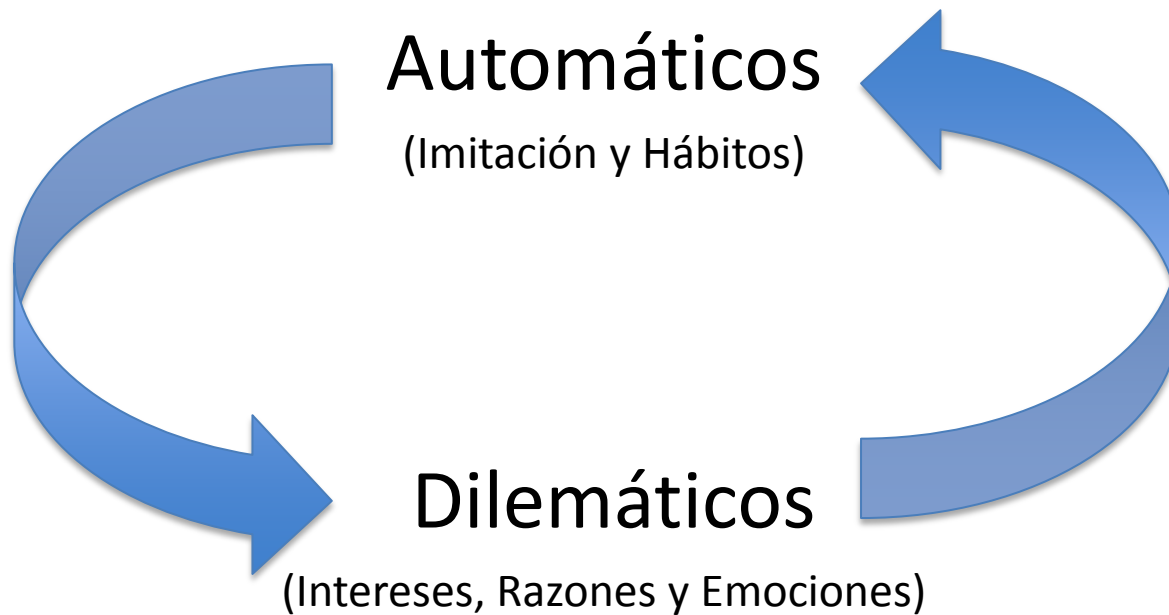 Automáticos
(Imitación y Hábitos)
Dilemáticos
(Intereses, Razones y Emociones)